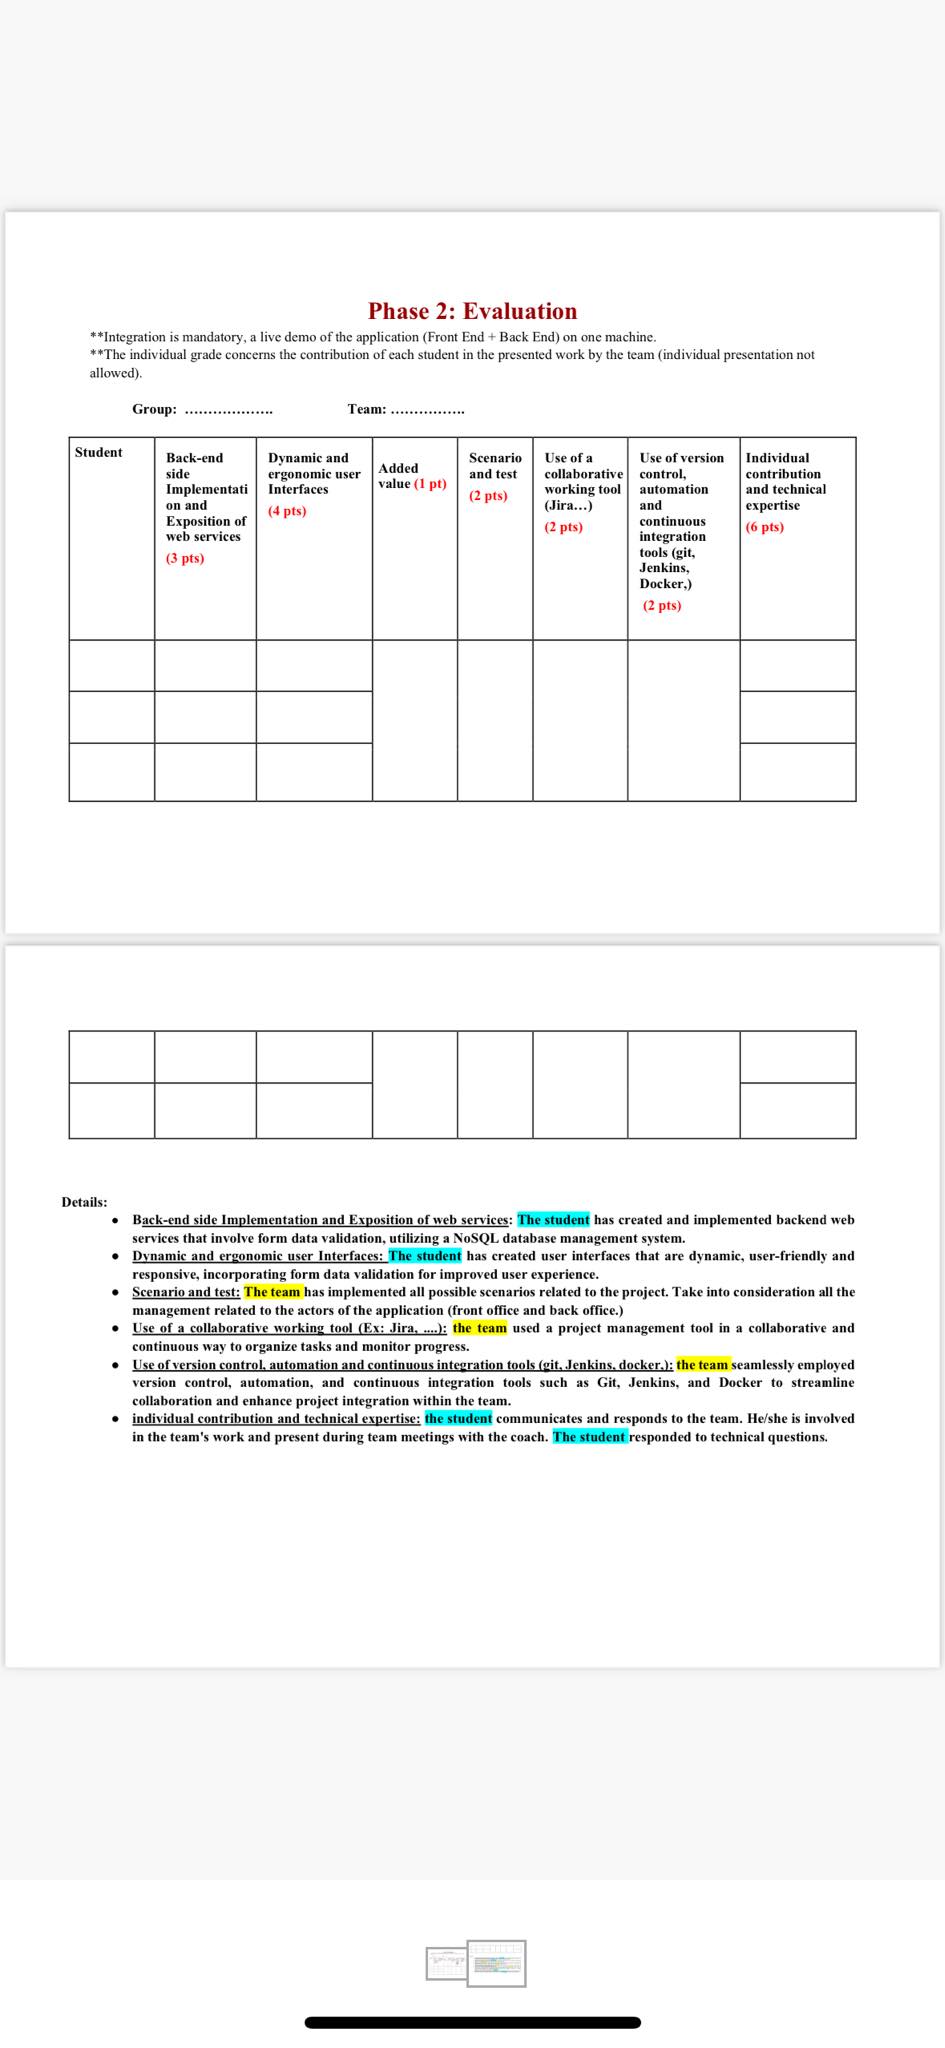 Phase 2: Evaluation
**Integration is mandatory, a live demo of the application (Front End + Back End) on one machine.
**The individual grade concerns the contribution of each student in the presented work by the team (individual presentation not
allowed).
Group: ................... Team: ................
Student
Back-end
side
Implementati
on and
Exposition of
web services
(3 pts)
Dynamic and
ergonomic user
Interfaces
(4 pts)
Added
value (1 pt)
Scenario
and test
(2 pts)
Use of a
collaborative
working tool
(Jira…)
(2 pts)
Use of version
control,
automation
and
continuous
integration
tools (git,
Jenkins,
Docker,)
(2 pts)
Individual
contribution
and technical
expertise
(6 pts)
Details:
● Back-end side Implementation and Exposition of web services: The student has created and implemented backend web
services that involve form data validation, utilizing a NoSQL database management system.
● Dynamic and ergonomic user Interfaces: The student has created user interfaces that are dynamic, user-friendly and
responsive, incorporating form data validation for improved user experience.
● Scenario and test: The team has implemented all possible scenarios related to the project. Take into consideration all the
management related to the actors of the application (front office and back office.)
● Use of a collaborative working tool (Ex: Jira, ....): the team used a project management tool in a collaborative and
continuous way to organize tasks and monitor progress.
● Use of version control, automation and continuous integration tools (git, Jenkins, docker,): the team seamlessly employed
version control, automation, and continuous integration tools such as Git, Jenkins, and Docker to streamline
collaboration and enhance project integration within the team.
● individual contribution and technical expertise: the student communicates and responds to the team. He/she is involved
in the team's work and present during team meetings with the coach. The student responded to technical questions.